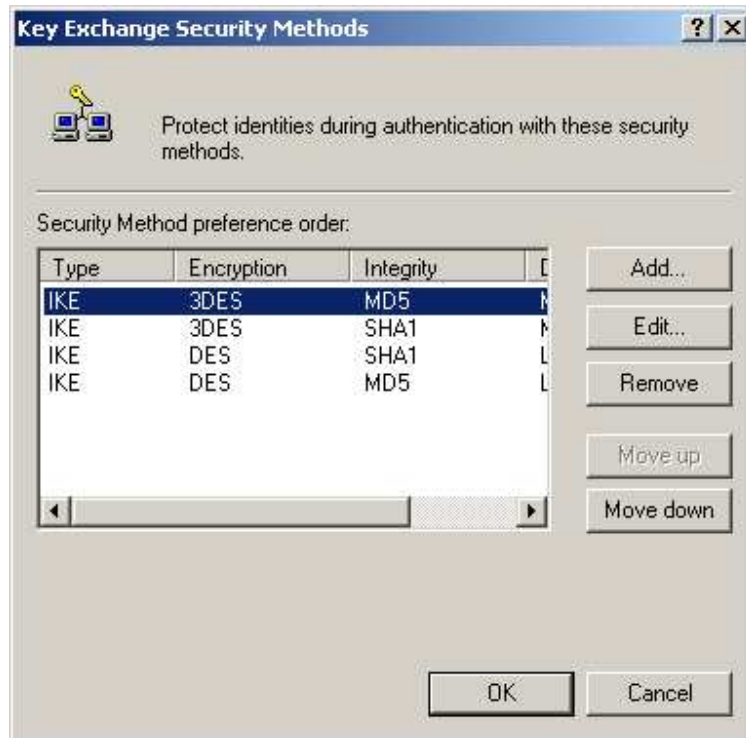 Key Exchange Security Methods
Protect identities during authentication with these security
methods.
Security Method preference order:
Type Encryption Integrity
IKE 3DES MD5
IKE 3DES SHA1
IKE DES SHA1
IKE DES MD5
Add...
Edit...
Remove
Move up
Move down
OK Cancel